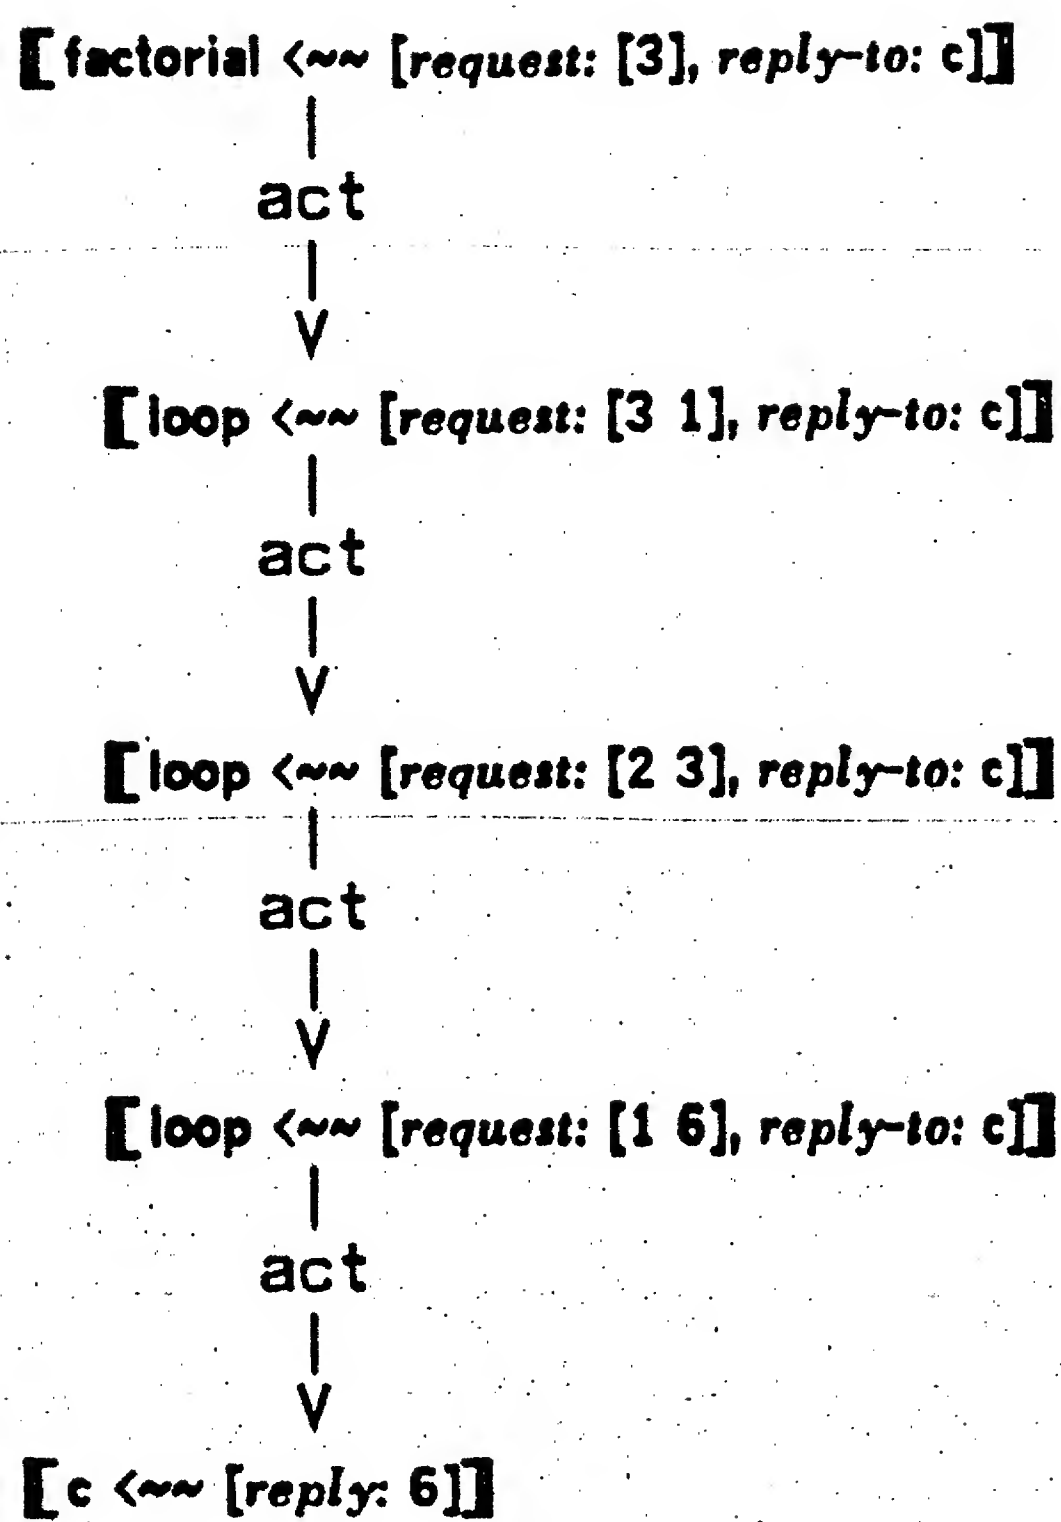 ⟦factorial <~~ [request: [3], reply-to: c]⟧
|
act
|
V
⟦loop <~~ [request: [3 1], reply-to: c]⟧
|
act
|
V
⟦loop <~~ [request: [2 3], reply-to: c]⟧
|
act
|
V
⟦loop <~~ [request: [1 6], reply-to: c]⟧
|
act
|
V
⟦c <~~ [reply: 6]⟧